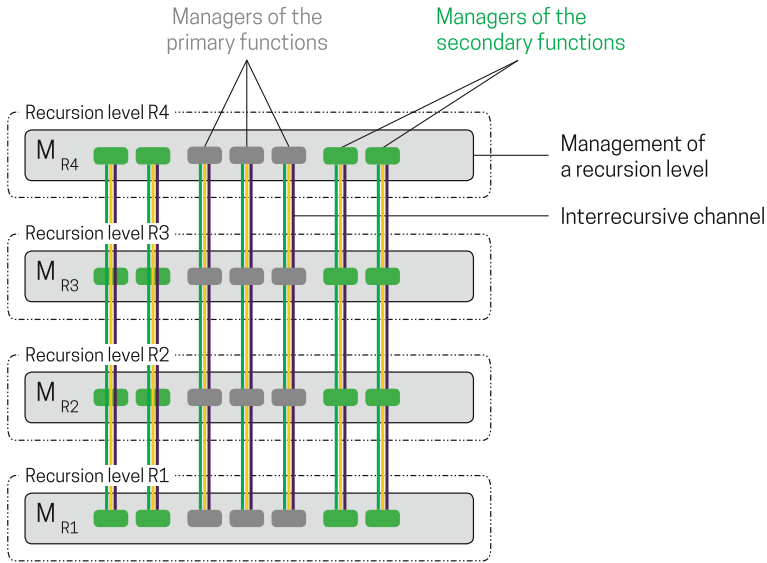 Managers of the
primary functions
Managers of the
secondary functions
Recursion level R4
M R4
Management of
a recursion level
Interrecursive channel
Recursion level R3
M R3
Recursion level R2
M R2
Recursion level R1
M R1